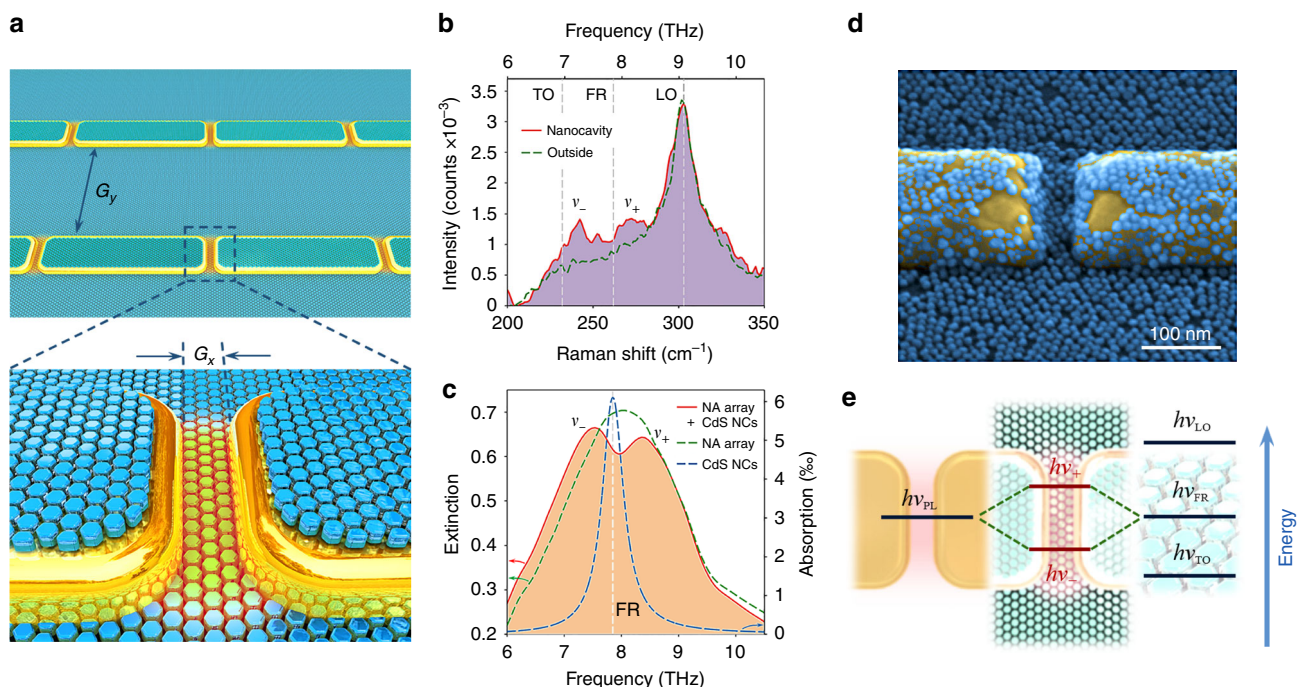 a
G_y
G_x
b
Frequency (THz)
6 7 8 9 10
TO FR LO
Nanocavity
Outside
ν₋ ν₊
3.5
3
2.5
2
1.5
1
0.5
0
Intensity (counts ×10⁻³)
200 250 300 350
Raman shift (cm⁻¹)
c
NA array
+ CdS NCs
NA array
CdS NCs
ν₋ ν₊
FR
0.7
0.6
0.5
0.4
0.3
0.2
Extinction
6
5
4
3
2
1
0
Absorption (‰)
6 7 8 9 10
Frequency (THz)
d
100 nm
e
hν_PL
hν₊
hν₋
hν_LO
hν_FR
hν_TO
Energy